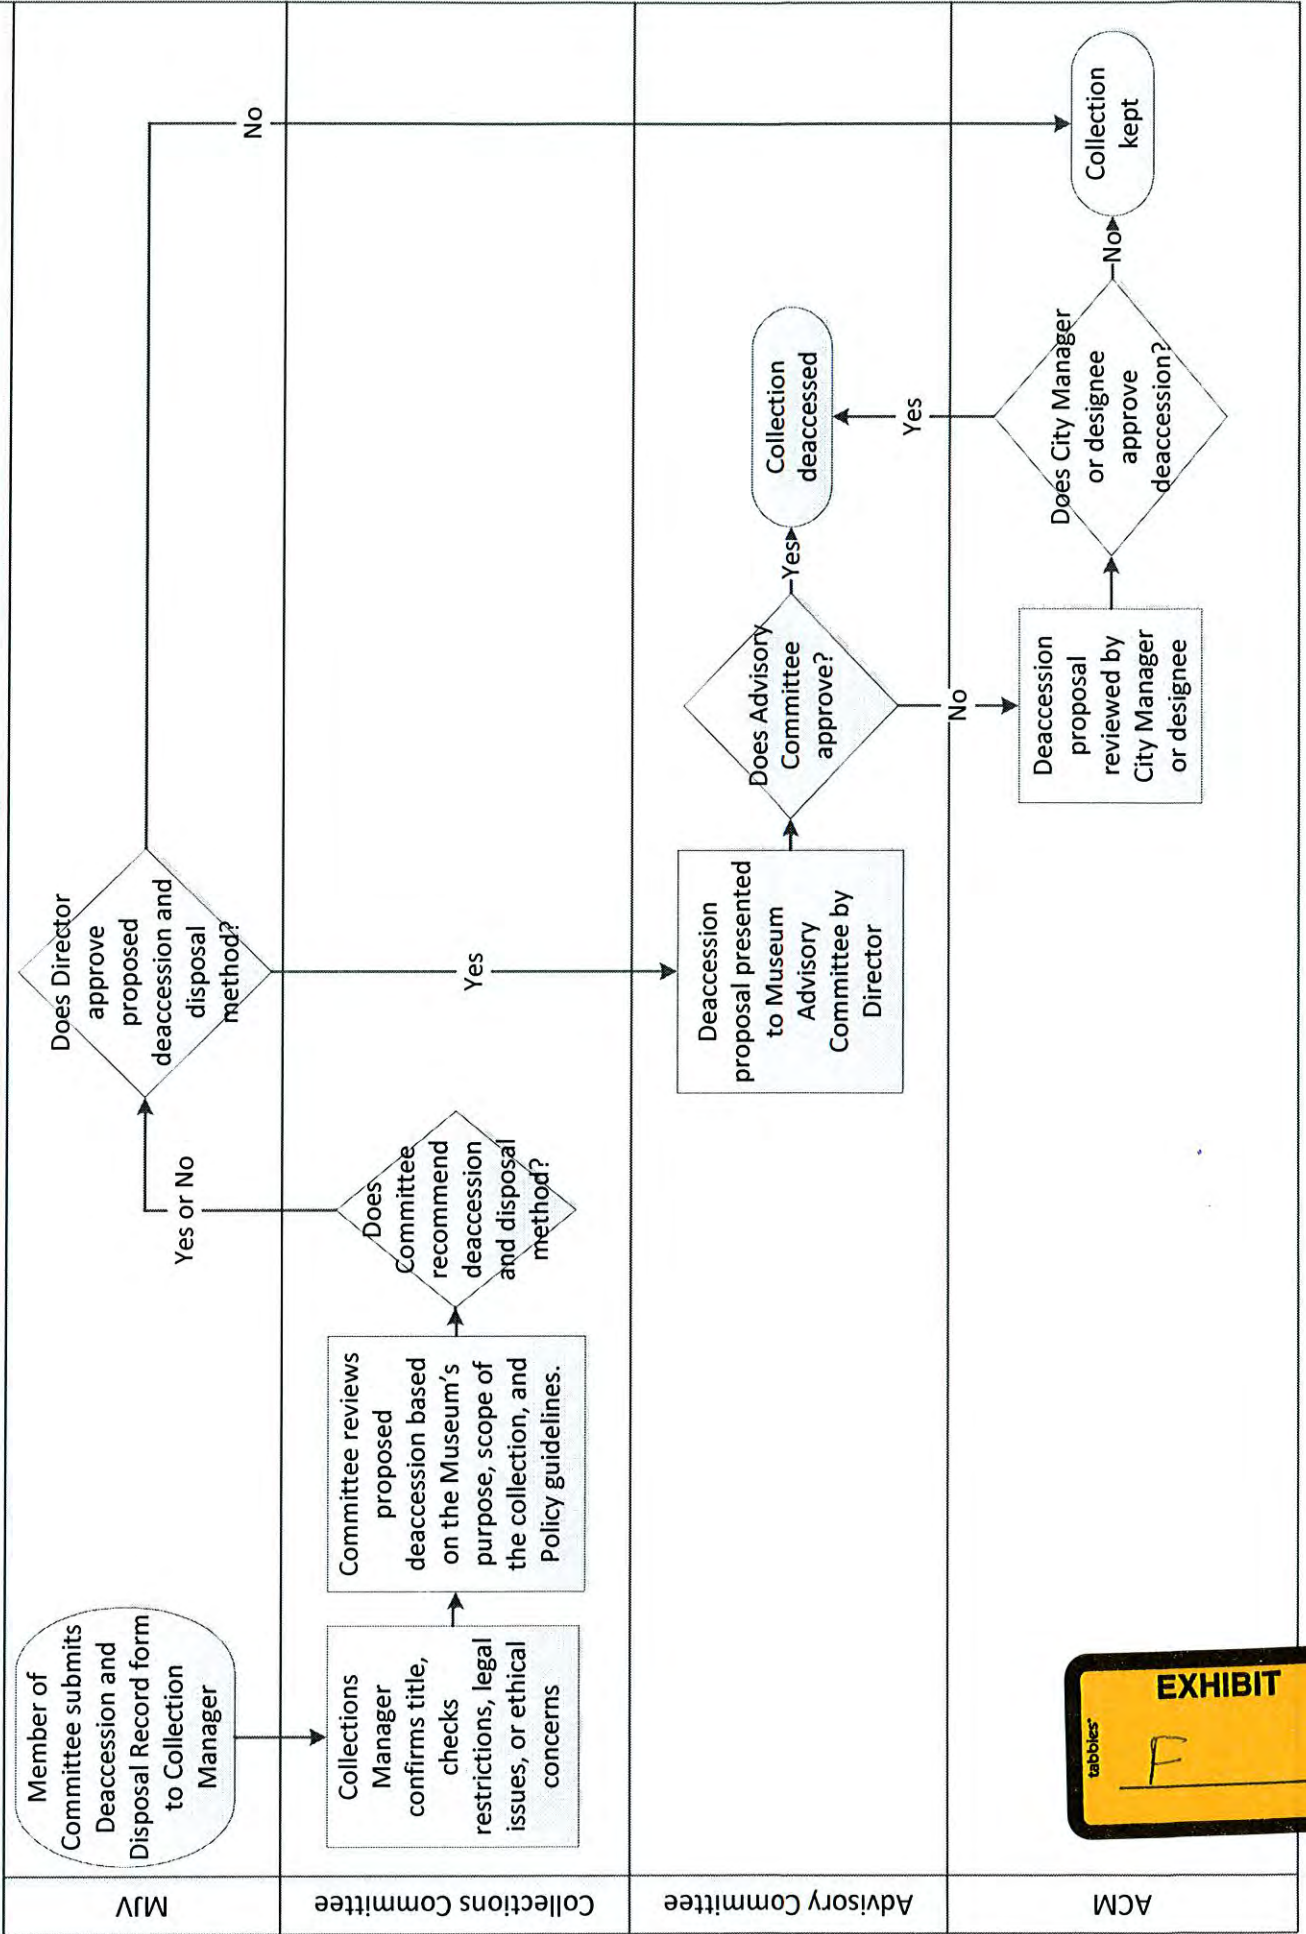 MJV
Member of
Committee submits
Deaccession and
Disposal Record form
to Collection
Manager
Yes or No
Does Director
approve
proposed
deaccession and
disposal
method?
No
Collections Committee
Collections
Manager
confirms title,
checks
restrictions, legal
issues, or ethical
concerns
Committee reviews
proposed
deaccession based
on the Museum's
purpose, scope of
the collection, and
Policy guidelines.
Does
Committee
recommend
deaccession
and disposal
method?
Yes
Advisory Committee
Deaccession
proposal presented
to Museum
Advisory
Committee by
Director
Does Advisory
Committee
approve?
Yes
Collection
deaccessed
No
Yes
ACM
Deaccession
proposal
reviewed by
City Manager
or designee
Does City Manager
or designee
approve
deaccession?
No
Collection
kept
tabbies®
EXHIBIT
F